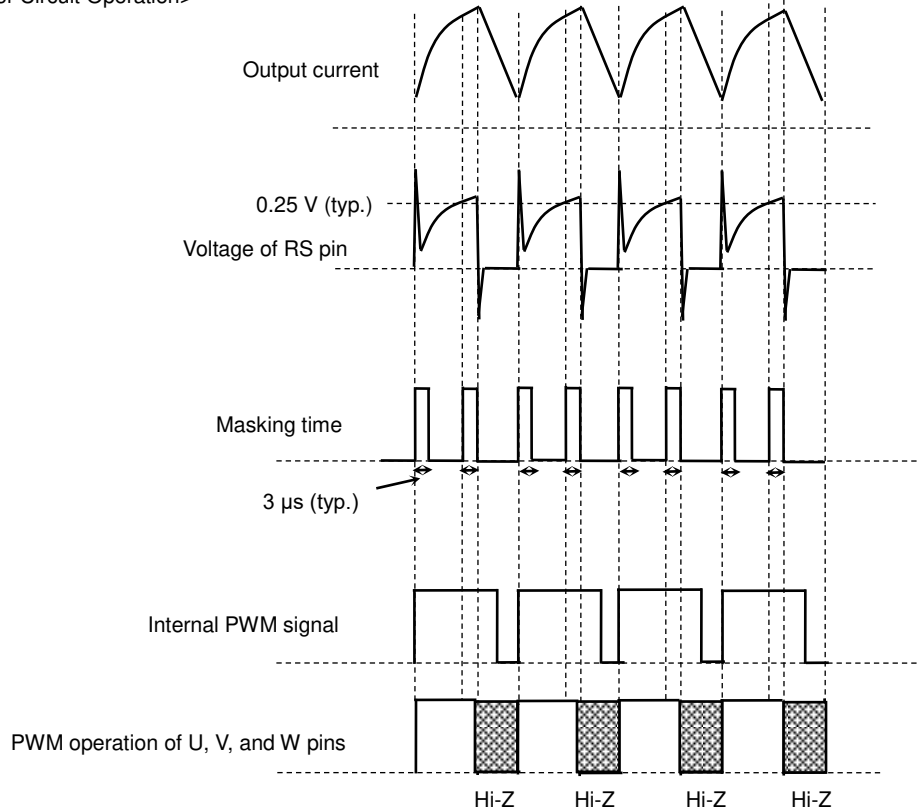 Circuit Operation>
Output current
0.25 V (typ.)
Voltage of RS pin
Masking time
3 µs (typ.)
Internal PWM signal
PWM operation of U, V, and W pins
Hi-Z Hi-Z Hi-Z Hi-Z